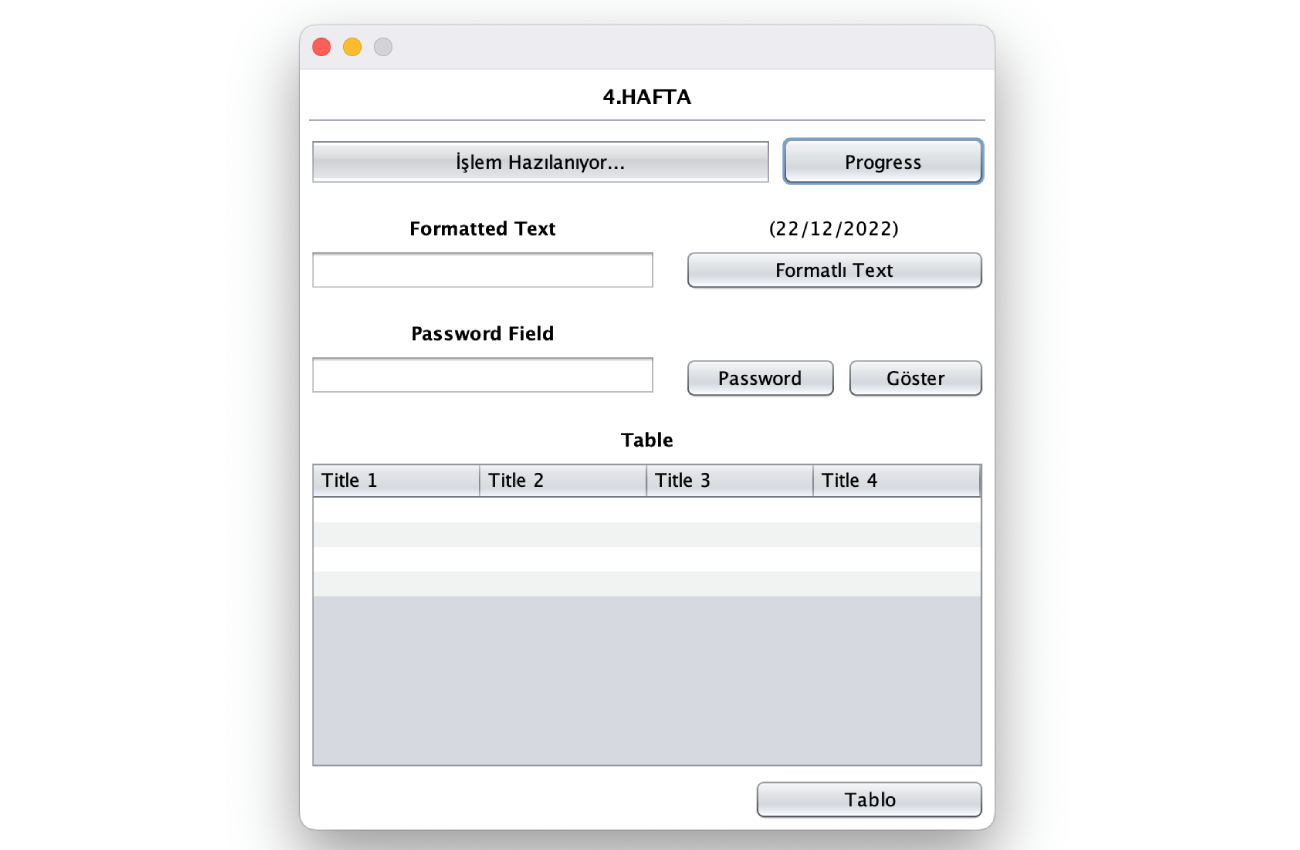 4.HAFTA
İşlem Hazılanıyor...
Progress
Formatted Text
(22/12/2022)
Formatlı Text
Password Field
Password
Göster
Table
Title 1 Title 2 Title 3 Title 4
Tablo